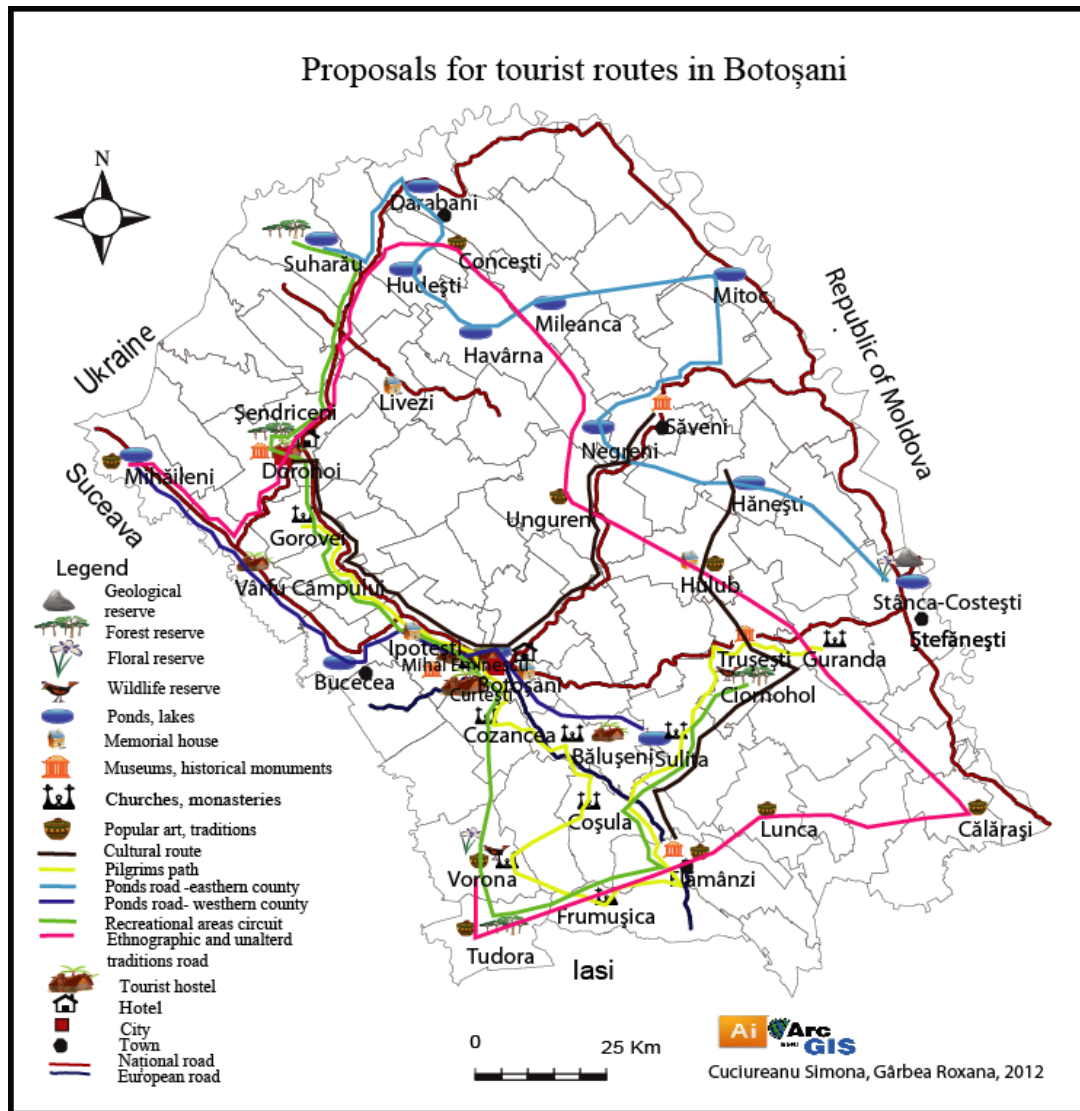 Proposals for tourist routes in Botoșani
N
Darabani
Suharău
Concești
Hudești
Mitoc
Mileanca
Havârna
Ukraine
Republic of Moldova
Livezi
Șendriceni
Săveni
Negreni
Dorohoi
Mihăileni
Suceava
Hănești
Ungureni
Gorovei
Hulub
Vârfu Câmpului
Stânca-Costești
Ștefănești
Ipotești
Mihai Eminescu
Trușești
Guranda
Bucecea
Botoșani
Curtești
Ciornohol
Cozancea
Bălușeni
Sulita
Coșula
Lunca
Călărași
Vorona
Flamânzi
Frumușica
Tudora
Iasi
Legend
Geological
reserve
Forest reserve
Floral reserve
Wildlife reserve
Ponds, lakes
Memorial house
Museums, historical monuments
Churches, monasteries
Popular art, traditions
Cultural route
Pilgrims path
Ponds road -easthern county
Ponds road- westhern county
Recreational areas circuit
Ethnographic and unalterd
traditions road
Tourist hostel
Hotel
City
Town
National road
European road
0 25 Km
Ai Arc
GIS
Cuciureanu Simona, Gârbea Roxana, 2012